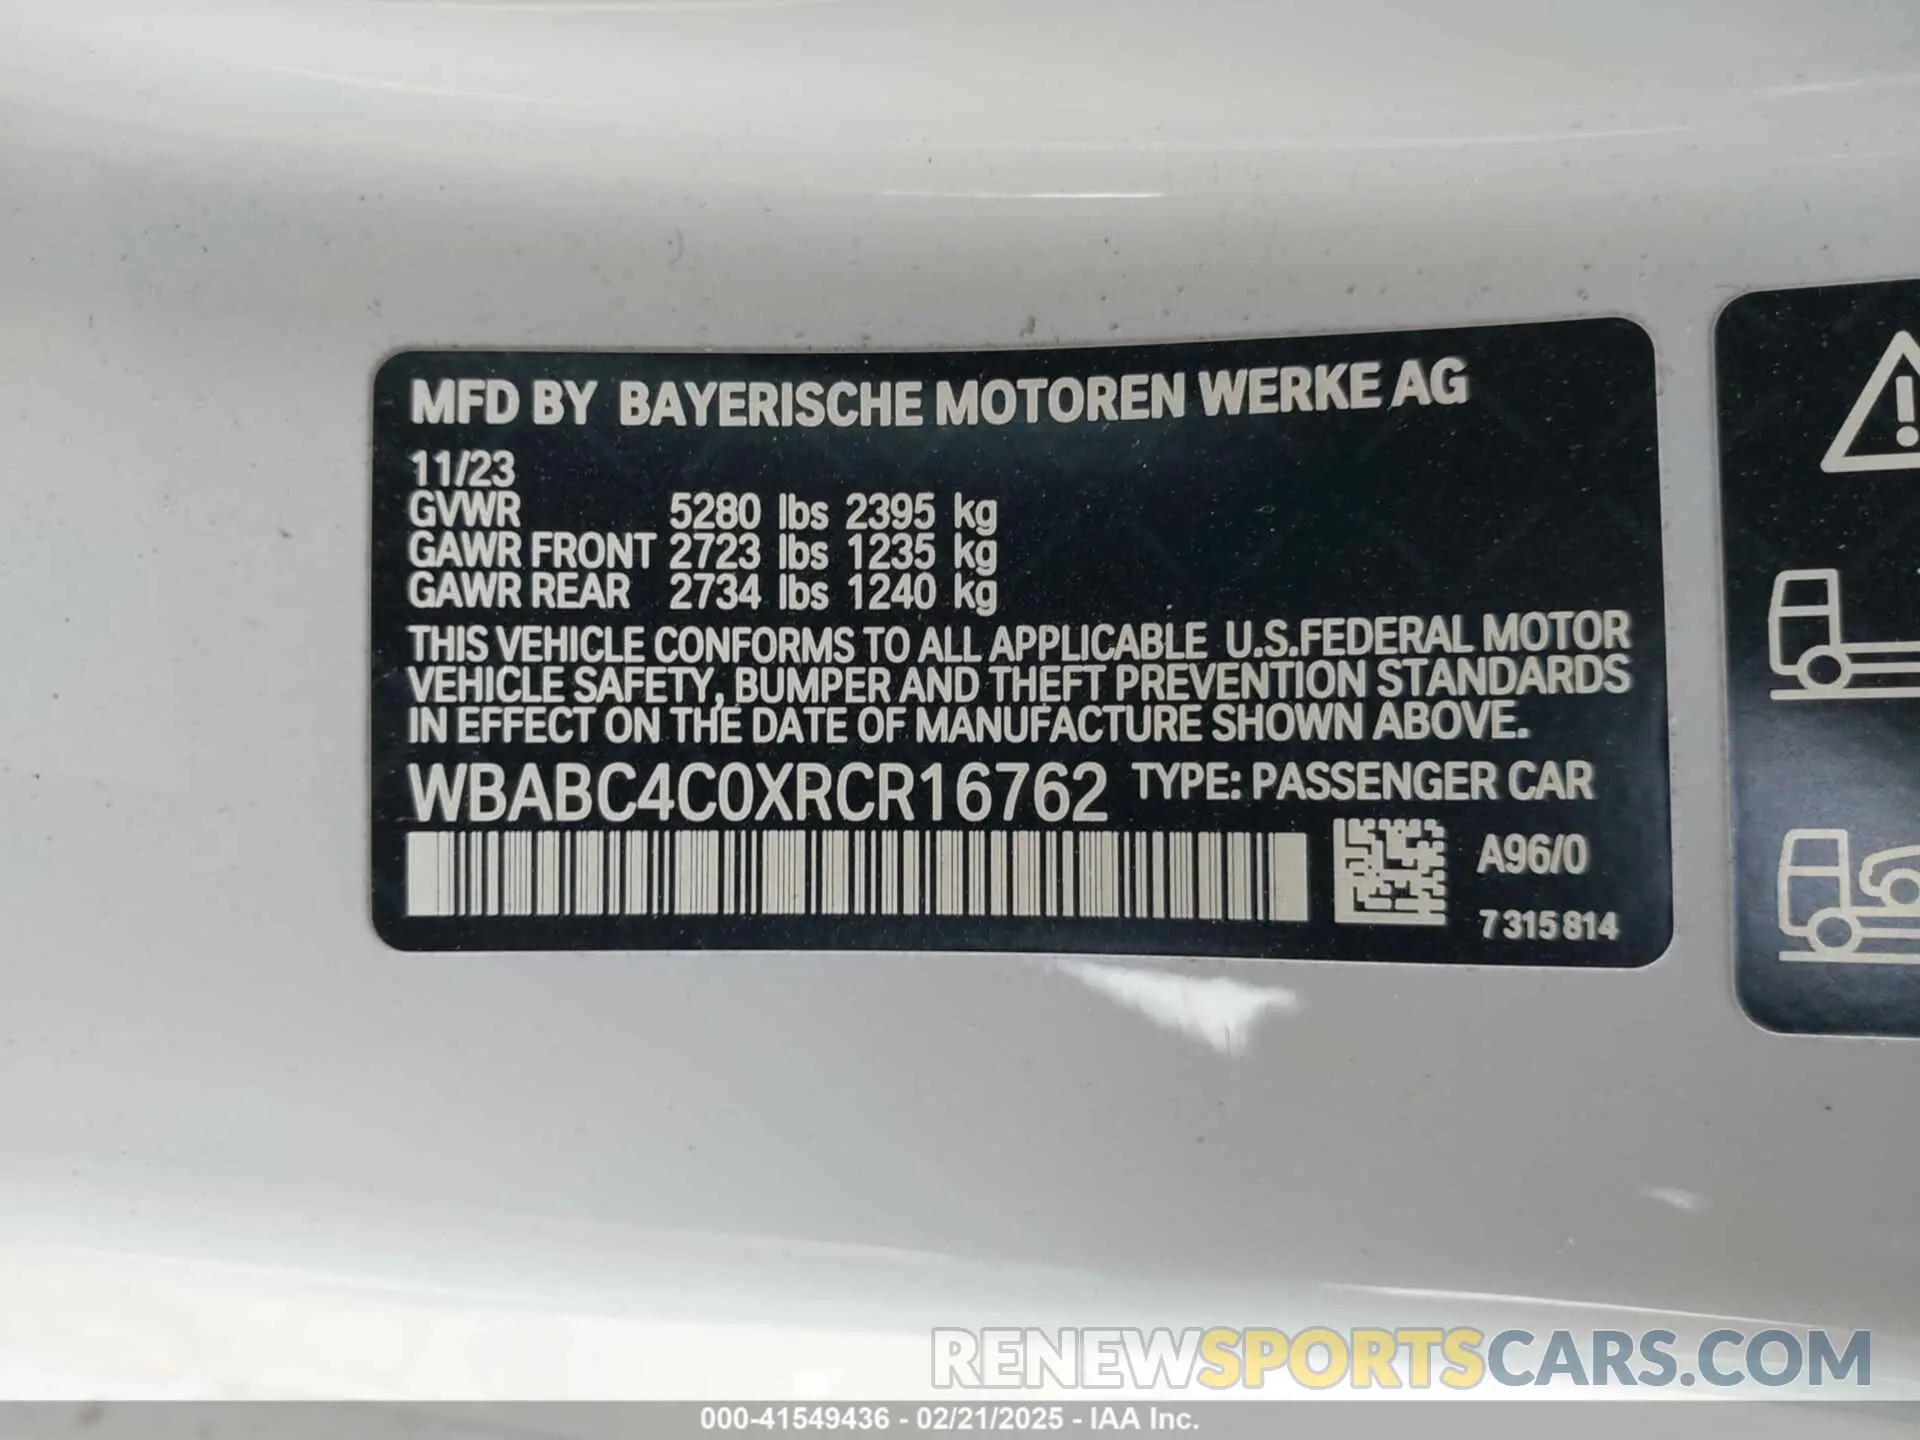 MFD BY BAYERISCHE MOTOREN WERKE AG
11/23
GVWR 5280 lbs 2395 kg
GAWR FRONT 2723 lbs 1235 kg
GAWR REAR 2734 lbs 1240 kg
THIS VEHICLE CONFORMS TO ALL APPLICABLE U.S.FEDERAL MOTOR
VEHICLE SAFETY, BUMPER AND THEFT PREVENTION STANDARDS
IN EFFECT ON THE DATE OF MANUFACTURE SHOWN ABOVE.
WBABC4C0XRCR16762 TYPE: PASSENGER CAR
A96/0
7 315 814
RENEWSPORTSCARS.COM
000-41549436 - 02/21/2025 - IAA Inc.